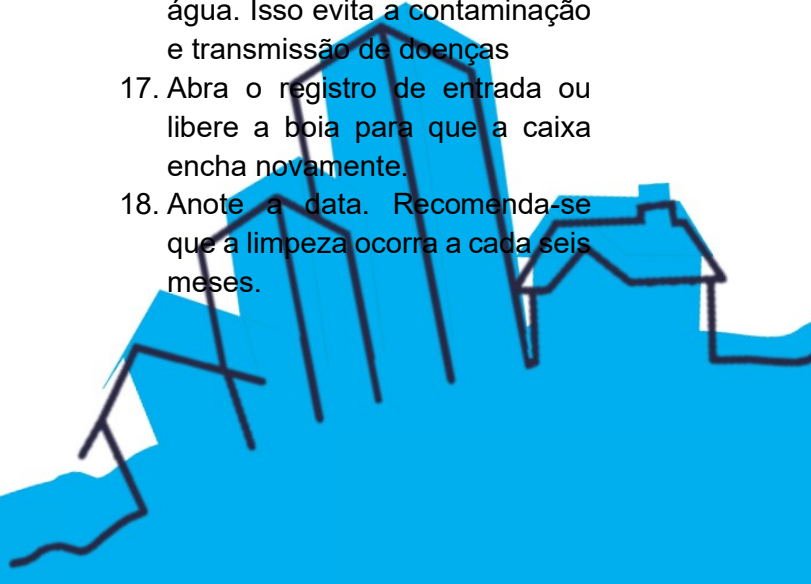 água. Isso evita a contaminação
e transmissão de doenças
17. Abra o registro de entrada ou
libere a boia para que a caixa
encha novamente.
18. Anote a data. Recomenda-se
que a limpeza ocorra a cada seis
meses.